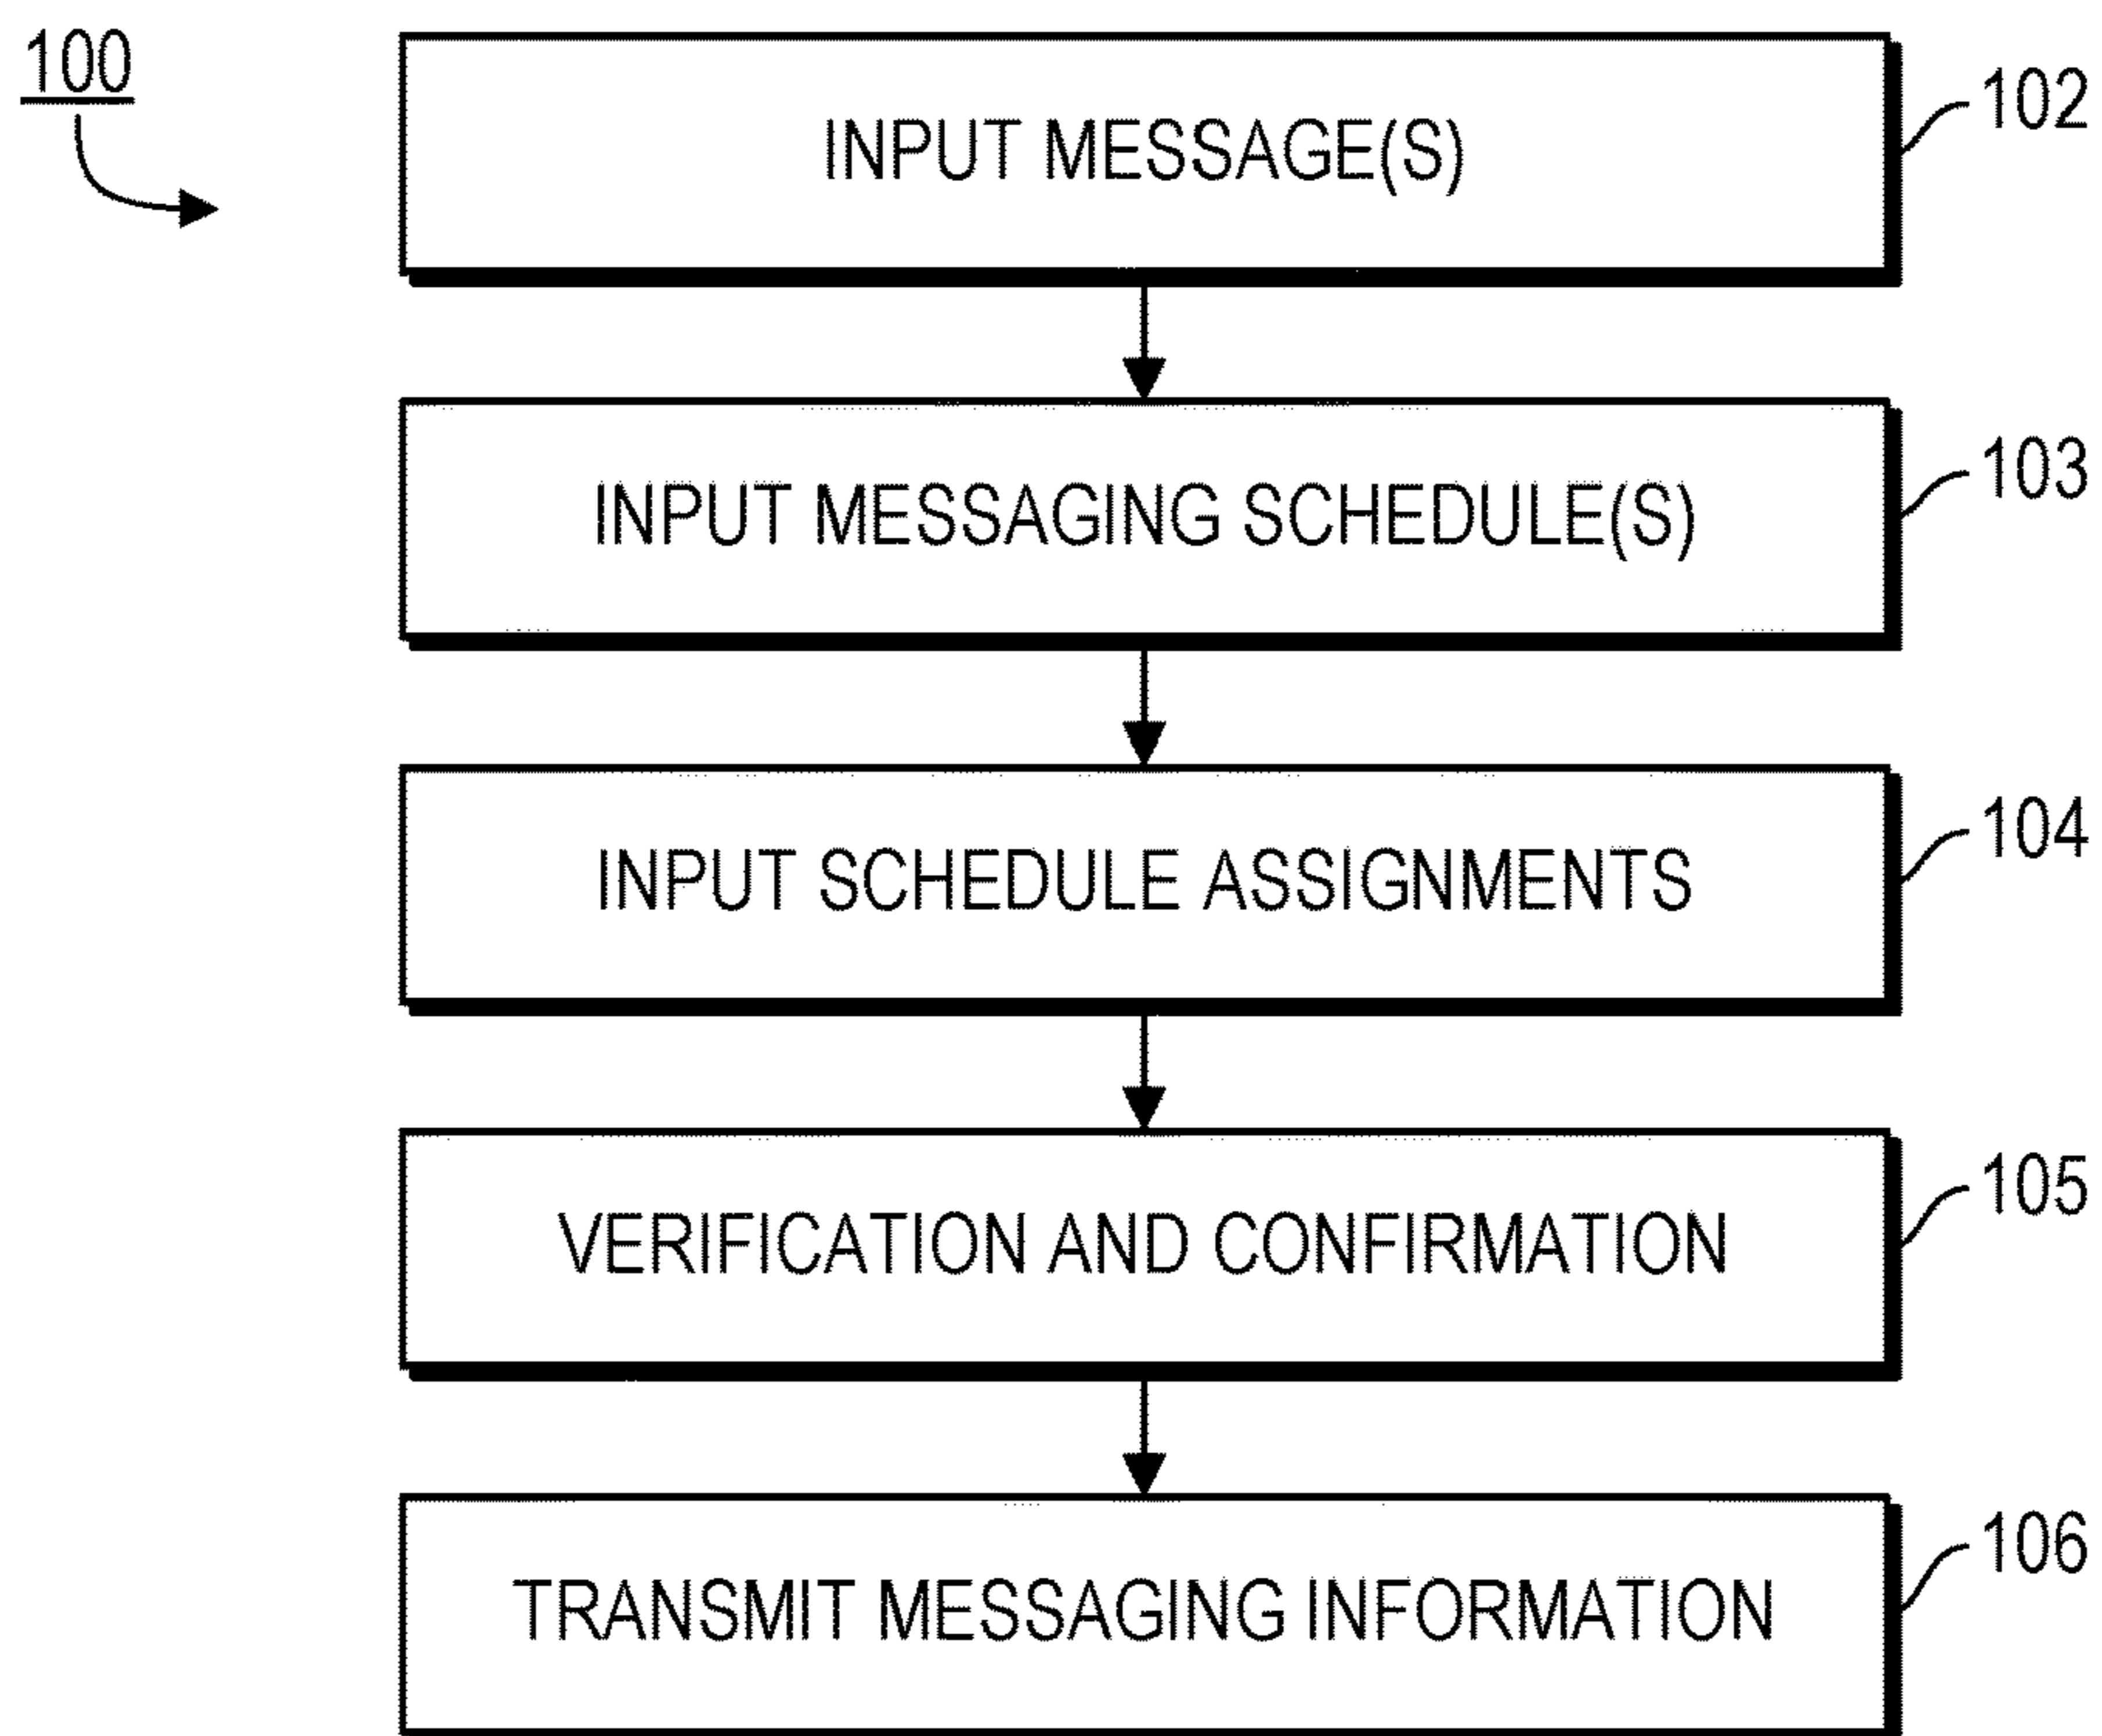 100
INPUT MESSAGE(S)
102
INPUT MESSAGING SCHEDULE(S)
103
INPUT SCHEDULE ASSIGNMENTS
104
VERIFICATION AND CONFIRMATION
105
TRANSMIT MESSAGING INFORMATION
106